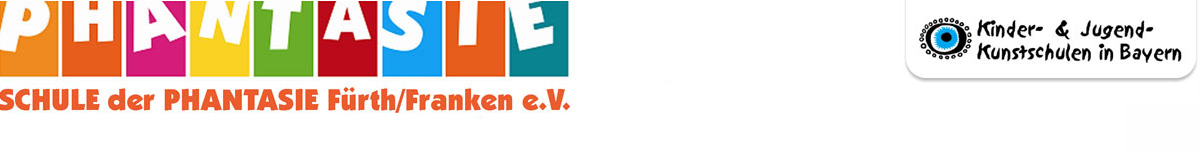 PHANTASIE
SCHULE der PHANTASIE Fürth/Franken e.V.
Kinder- & Jugend-
Kunstschulen in Bayern